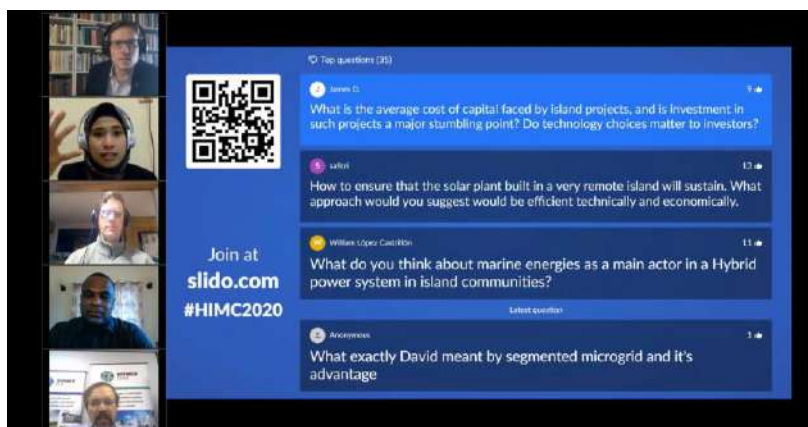 Top questions (35)
James D.
9
What is the average cost of capital faced by island projects, and is investment in
such projects a major stumbling point? Do technology choices matter to investors?
S
safitri
13
How to ensure that the solar plant built in a very remote island will sustain. What
approach would you suggest would be efficient technically and economically.
William López Castrillón
11
What do you think about marine energies as a main actor in a Hybrid
power system in island communities?
Latest question
Anonymous
1
What exactly David meant by segmented microgrid and it's
advantage
Join at
slido.com
#HIMC2020